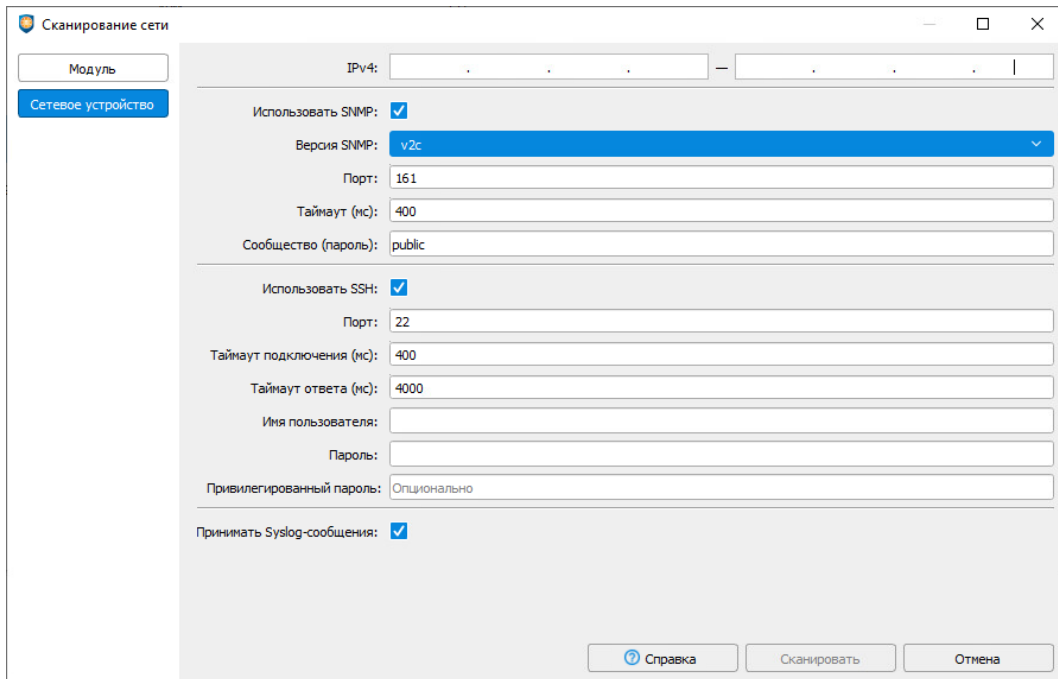 Сканирование сети
Модуль
Сетевое устройство
IPv4: . . . — . . .
Использовать SNMP:
Версия SNMP: v2c
Порт: 161
Таймаут (мс): 400
Сообщество (пароль): public
Использовать SSH:
Порт: 22
Таймаут подключения (мс): 400
Таймаут ответа (мс): 4000
Имя пользователя:
Пароль:
Привилегированный пароль: Опционально
Принимать Syslog-сообщения:
? Справка Сканировать Отмена